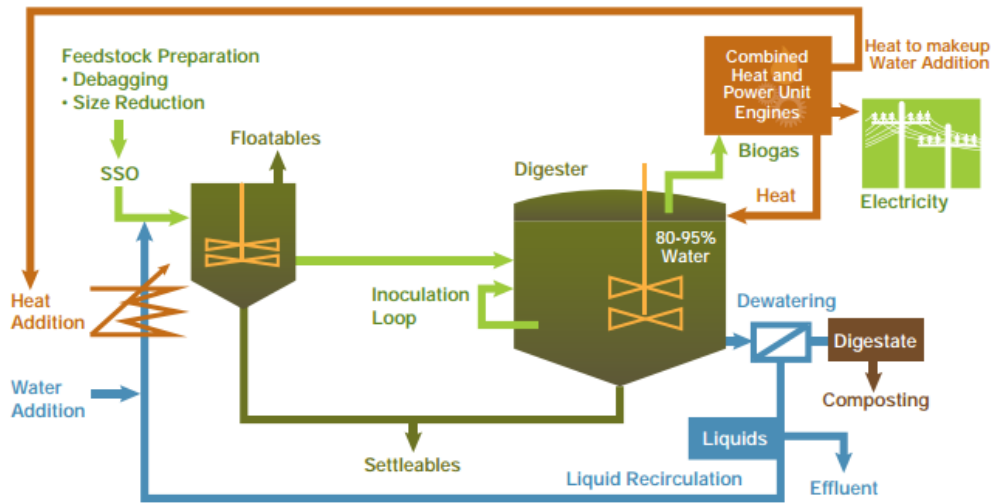 Feedstock Preparation
• Debagging
• Size Reduction
SSO
Floatables
Digester
Combined
Heat and
Power Unit
Engines
Heat to makeup
Water Addition
Biogas
Heat
Electricity
80-95%
Water
Inoculation
Loop
Heat
Addition
Water
Addition
Dewatering
Digestate
Composting
Settleables
Liquids
Liquid Recirculation
Effluent